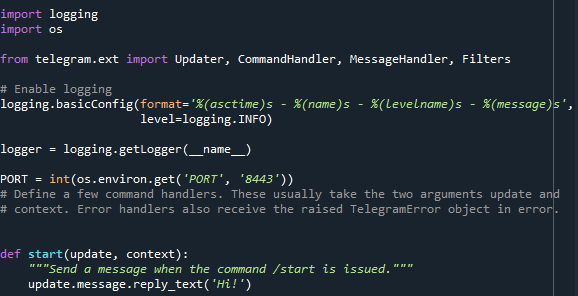 import logging
import os
from telegram.ext import Updater, CommandHandler, MessageHandler, Filters
# Enable logging
logging.basicConfig(format='%(asctime)s - %(name)s - %(levelname)s - %(message)s',
                    level=logging.INFO)
logger = logging.getLogger(__name__)
PORT = int(os.environ.get('PORT', '8443'))
# Define a few command handlers. These usually take the two arguments update and
# context. Error handlers also receive the raised TelegramError object in error.
def start(update, context):
    """Send a message when the command /start is issued."""
    update.message.reply_text('Hi!')